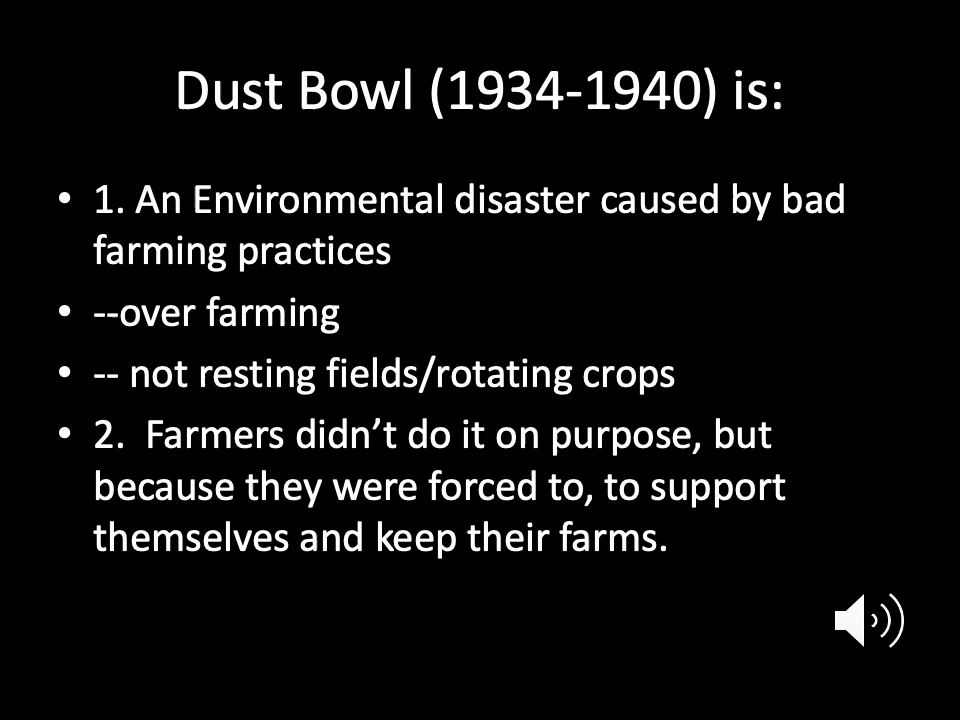 Dust Bowl (1934-1940) is:
• 1. An Environmental disaster caused by bad
farming practices
• --over farming
• -- not resting fields/rotating crops
• 2.  Farmers didn’t do it on purpose, but
because they were forced to, to support
themselves and keep their farms.